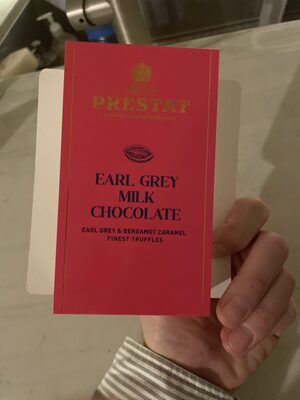 PRESTAT
EARL GREY
MILK
CHOCOLATE
EARL GREY & BERGAMOT CARAMEL
FINEST TRUFFLES